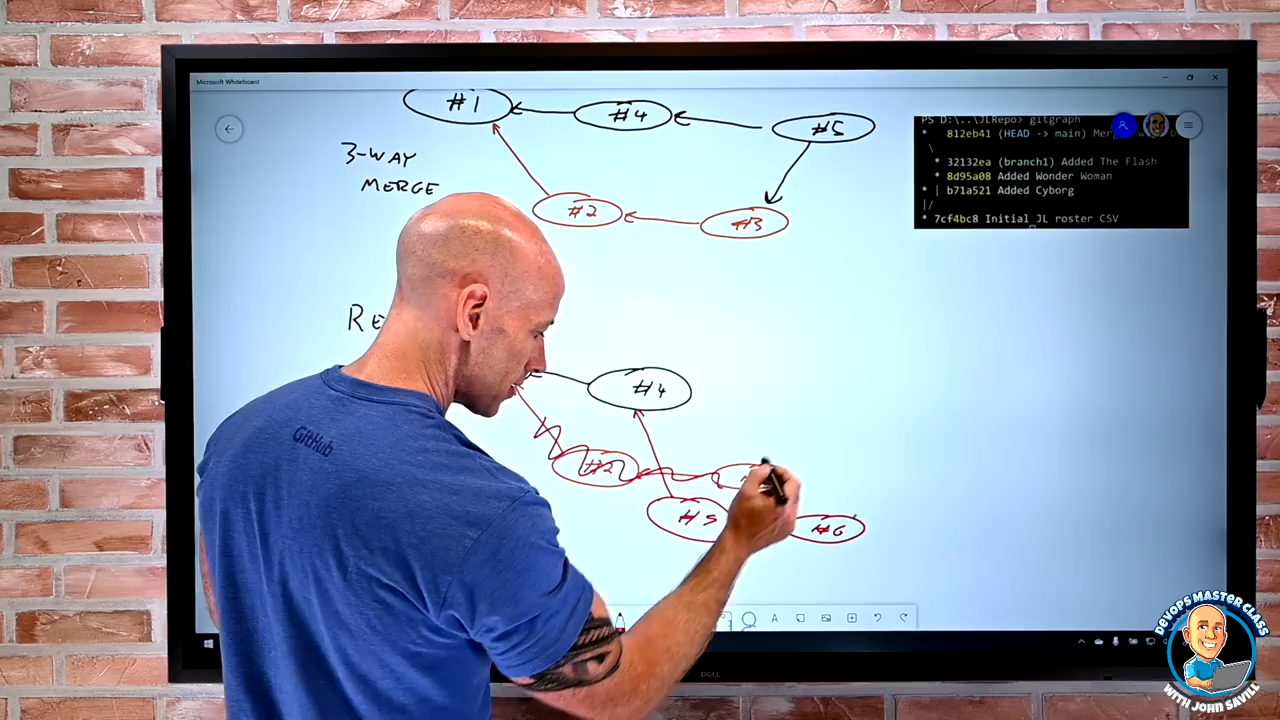 Microsoft Whiteboard
#1
#4
#5
3-WAY
MERGE
#2
#3
PS D:\..\JLRepo> gitgraph
* 812eb41 (HEAD -> main)
\
* 32132ea (branch1) Added The Flash
* 8d95a08 Added Wonder Woman
* | b71a521 Added Cyborg
|/
* 7cf4bc8 Initial JL roster CSV
#4
#2
#5
#6
GitHub
A
DELL
DEVOPS MASTER CLASS
WITH JOHN SAVILL